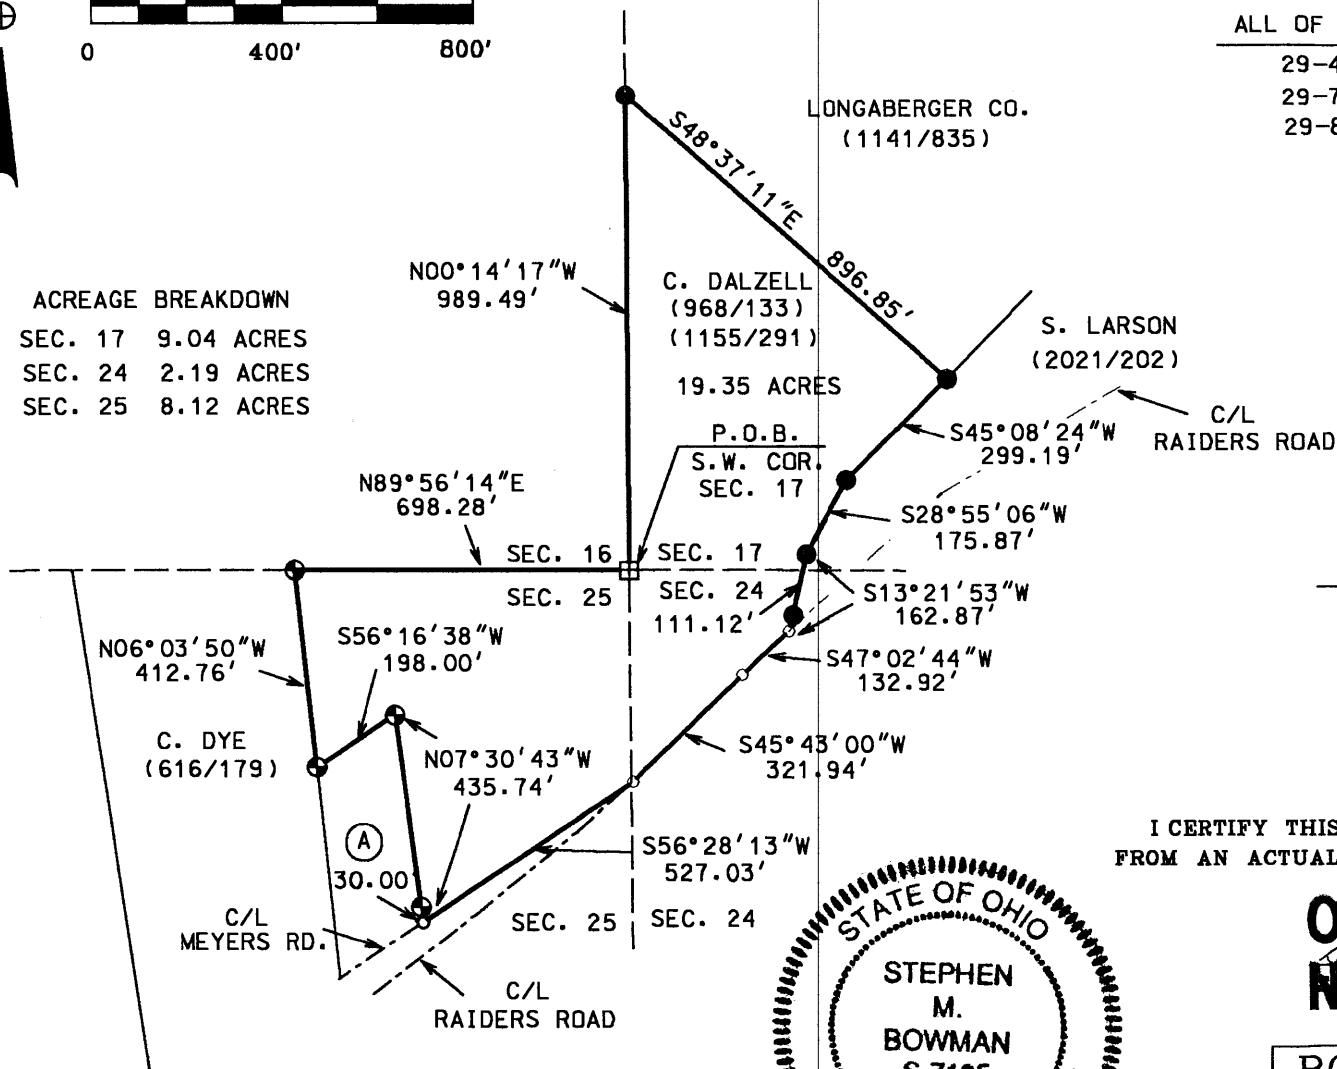 0 400' 800'
ALL OF
29-4
29-7
29-8
LONGABERGER CO.
(1141/835)
S48°37'11"E
896.85'
N00°14'17"W
989.49'
C. DALZELL
(968/133)
(1155/291)
19.35 ACRES
ACREAGE BREAKDOWN
SEC. 17 9.04 ACRES
SEC. 24 2.19 ACRES
SEC. 25 8.12 ACRES
S. LARSON
(2021/202)
C/L
RAIDERS ROAD
P.O.B.
S.W. COR.
SEC. 17
S45°08'24"W
299.19'
N89°56'14"E
698.28'
S28°55'06"W
175.87'
SEC. 16
SEC. 17
SEC. 25
SEC. 24
111.12'
S13°21'53"W
162.87'
N06°03'50"W
412.76'
S56°16'38"W
198.00'
S47°02'44"W
132.92'
C. DYE
(616/179)
N07°30'43"W
435.74'
S45°43'00"W
321.94'
A
30.00'
S56°28'13"W
527.03'
C/L
MEYERS RD.
SEC. 25
SEC. 24
C/L
RAIDERS ROAD
I CERTIFY THIS
FROM AN ACTUAL
STATE OF OHIO
STEPHEN
M.
BOWMAN